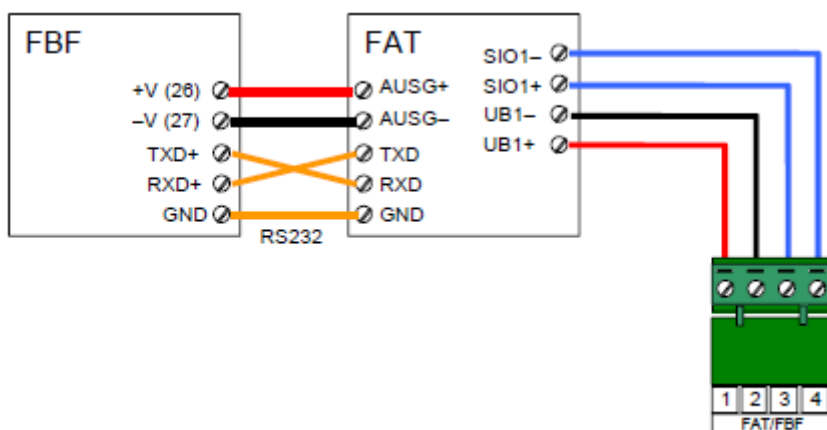 FBF
+V (26)
–V (27)
TXD+
RXD+
GND
RS232
FAT
AUSG+
AUSG–
TXD
RXD
GND
SIO1–
SIO1+
UB1–
UB1+
1 2 3 4
FAT/FBF